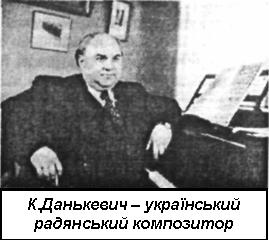 К.Данькевич – український
радянський композитор